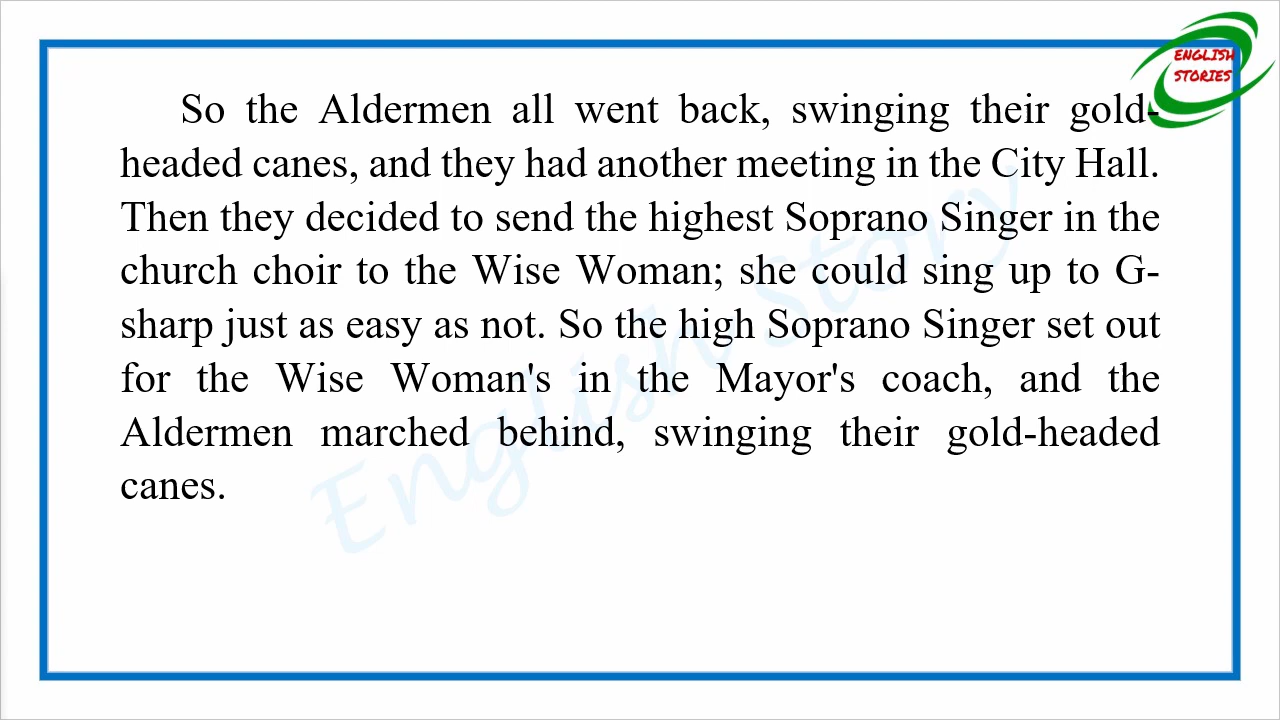 ENGLISH
STORIES
So the Aldermen all went back, swinging their gold-
headed canes, and they had another meeting in the City Hall.
Then they decided to send the highest Soprano Singer in the
church choir to the Wise Woman; she could sing up to G-
sharp just as easy as not. So the high Soprano Singer set out
for the Wise Woman's in the Mayor's coach, and the
Aldermen marched behind, swinging their gold-headed
canes.
English Story